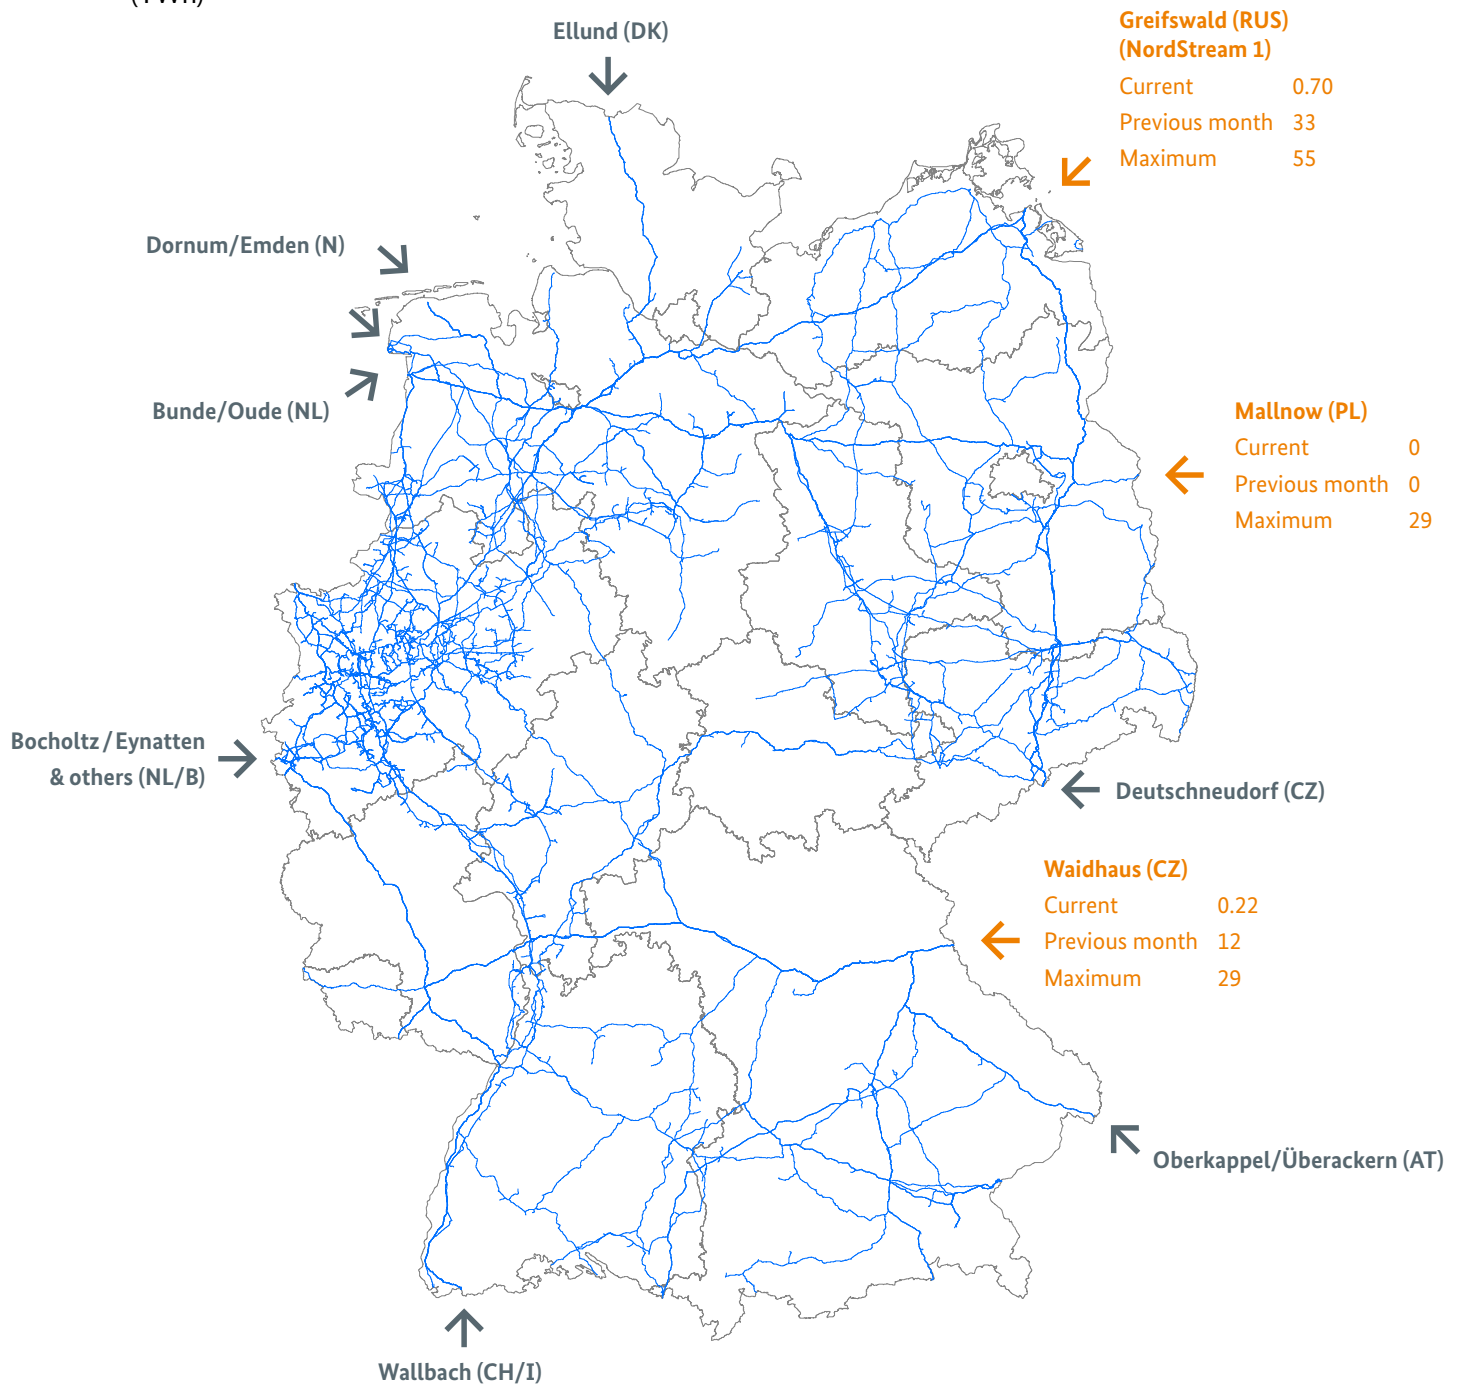 (TWh)
Ellund (DK)
Greifswald (RUS)
(NordStream 1)
Current 0.70
Previous month 33
Maximum 55
Dornum/Emden (N)
Bunde/Oude (NL)
Mallnow (PL)
Current 0
Previous month 0
Maximum 29
Bocholtz / Eynatten
& others (NL/B)
Deutschneudorf (CZ)
Waidhaus (CZ)
Current 0.22
Previous month 12
Maximum 29
Oberkappel/Überackern (AT)
Wallbach (CH/I)